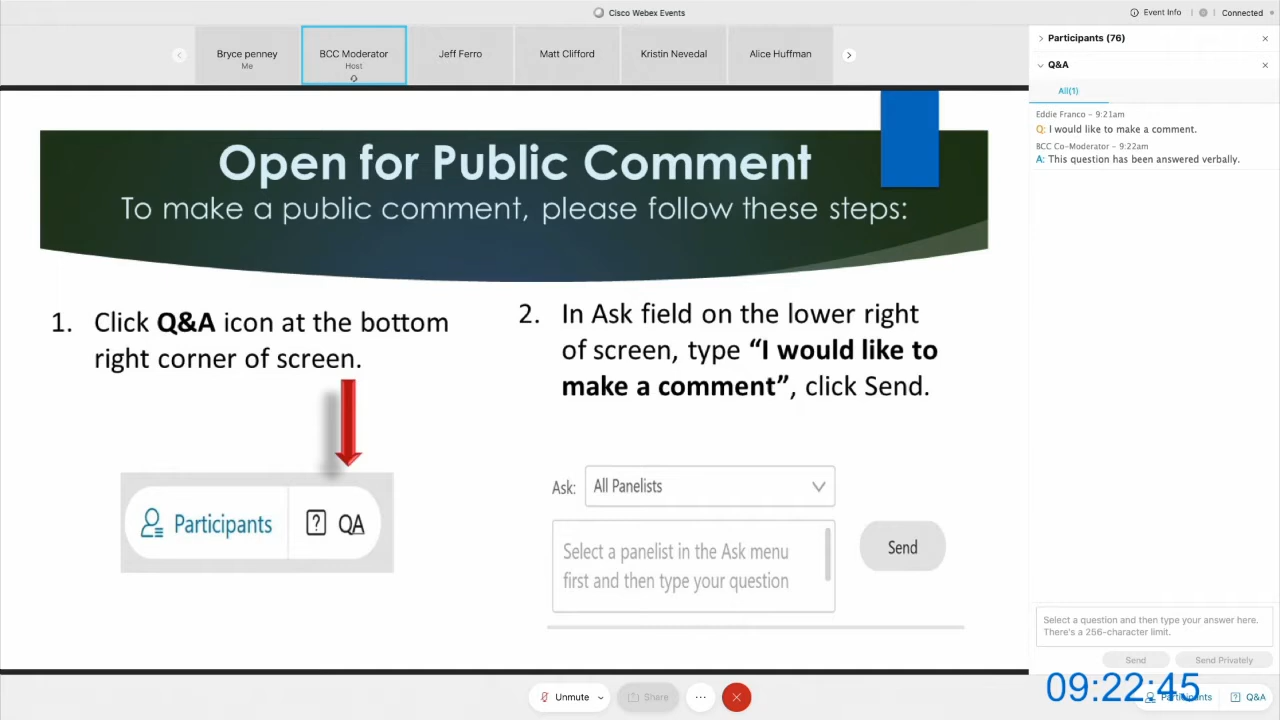 Cisco Webex Events
Event Info
Connected
Bryce penney
Me
BCC Moderator
Host
Jeff Ferro
Matt Clifford
Kristin Nevedal
Alice Huffman
Participants (76)
Q&A
All(1)
Eddie Franco – 9:21am
Q: I would like to make a comment.
BCC Co-Moderator – 9:22am
A: This question has been answered verbally.
Open for Public Comment
To make a public comment, please follow these steps:
1. Click Q&A icon at the bottom
right corner of screen.
Participants
? QA
2. In Ask field on the lower right
of screen, type “I would like to
make a comment”, click Send.
Ask: All Panelists
Select a panelist in the Ask menu
first and then type your question
Send
Select a question and then type your answer here.
There's a 256-character limit.
Send
Send Privately
Unmute
Share
09:22:45
Participants
Q&A